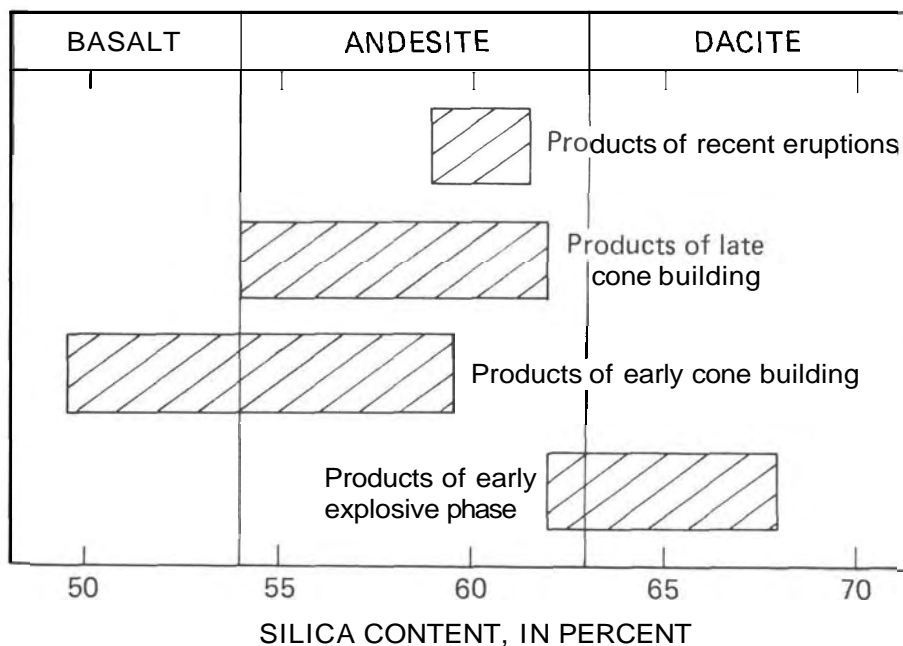 BASALT
ANDESITE
DACITE
Products of recent eruptions
Products of late
cone building
Products of early cone building
Products of early
explosive phase
50
55
60
65
70
SILICA CONTENT, IN PERCENT